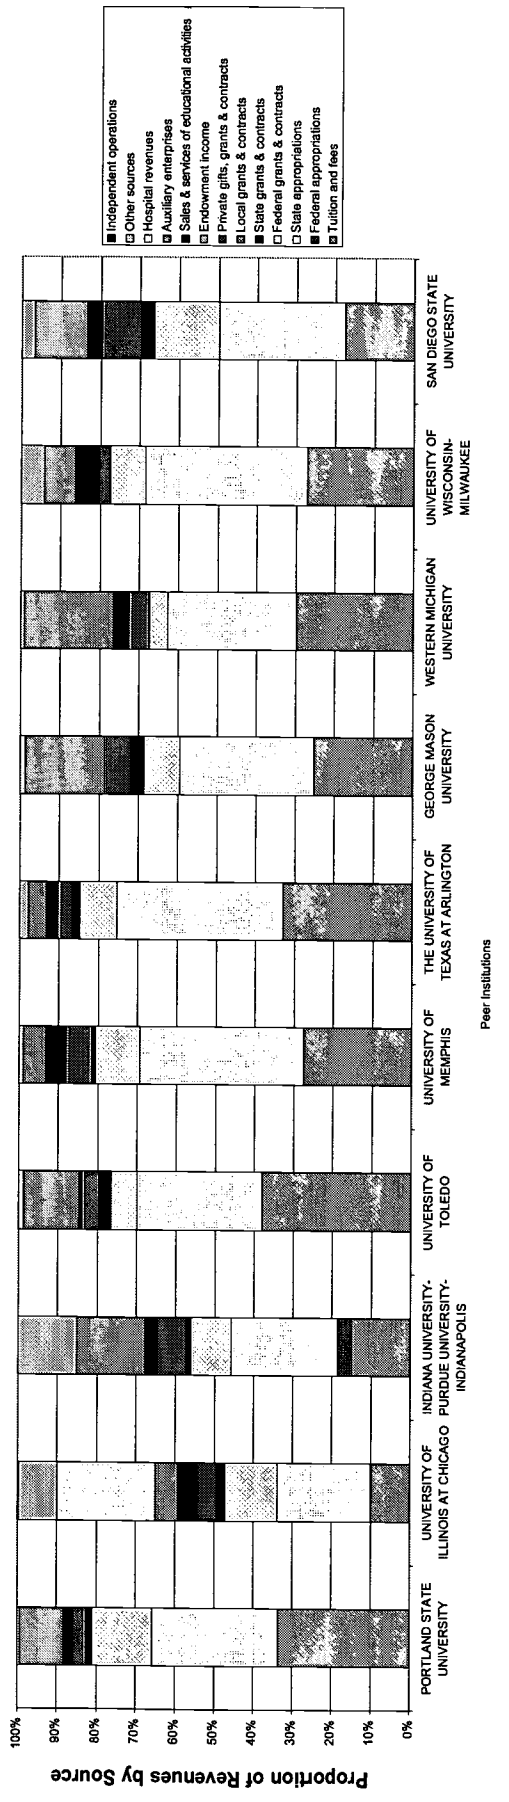 Proportion of Revenues by Source
100%
90%
80%
70%
60%
50%
40%
30%
20%
10%
0%
PORTLAND STATE
UNIVERSITY
UNIVERSITY OF
ILLINOIS AT CHICAGO
INDIANA UNIVERSITY-
PURDUE UNIVERSITY-
INDIANAPOLIS
UNIVERSITY OF
TOLEDO
UNIVERSITY OF
MEMPHIS
THE UNIVERSITY OF
TEXAS AT ARLINGTON
GEORGE MASON
UNIVERSITY
WESTERN MICHIGAN
UNIVERSITY
UNIVERSITY OF
WISCONSIN-
MILWAUKEE
SAN DIEGO STATE
UNIVERSITY
Peer Institutions
Independent operations
Other sources
Hospital revenues
Auxiliary enterprises
Sales & services of educational activities
Endowment income
Private gifts, grants & contracts
Local grants & contracts
State grants & contracts
Federal grants & contracts
State appropriations
Federal appropriations
Tuition and fees